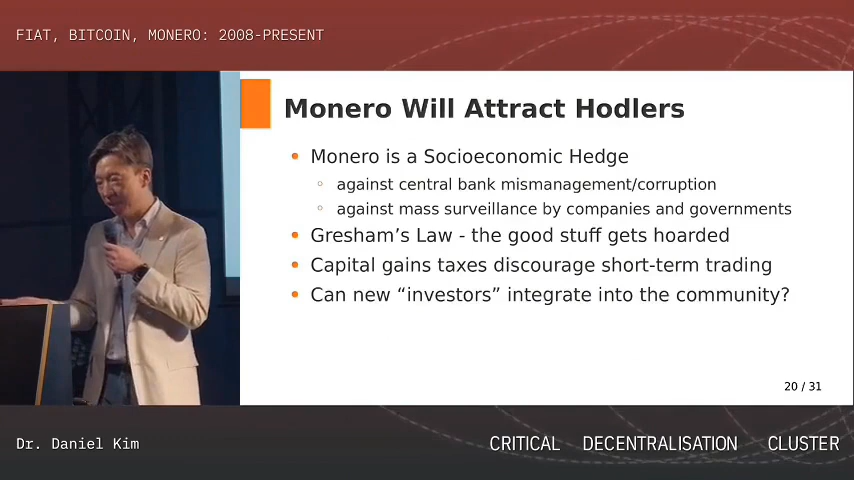 FIAT, BITCOIN, MONERO: 2008-PRESENT
Monero Will Attract Hodlers
Monero is a Socioeconomic Hedge
against central bank mismanagement/corruption
against mass surveillance by companies and governments
Gresham’s Law - the good stuff gets hoarded
Capital gains taxes discourage short-term trading
Can new “investors” integrate into the community?
20 / 31
Dr. Daniel Kim
CRITICAL DECENTRALISATION CLUSTER